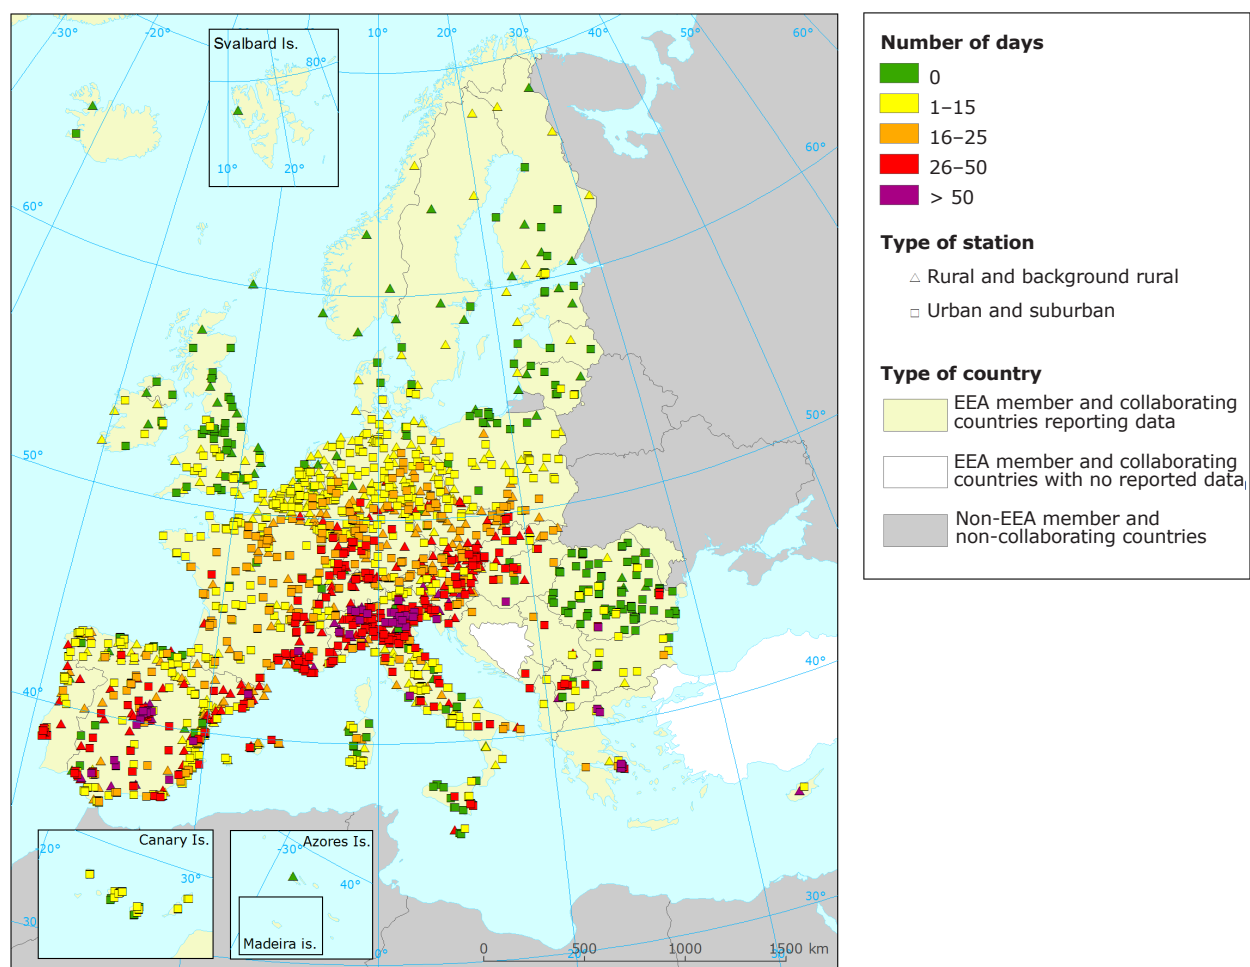 -30°
-20°
10°
30°
50°
60°
Svalbard Is.
80°
10°
20°
60°
60°
50°
50°
40°
40°
30°
30°
0°
20°
Canary Is.
-20°
30°
Azores Is.
-30°
40°
Madeira is.
0 500 1000 1500 km
Number of days
0
1–15
16–25
26–50
> 50
Type of station
Rural and background rural
Urban and suburban
Type of country
EEA member and collaborating
countries reporting data
EEA member and collaborating
countries with no reported data
Non-EEA member and
non-collaborating countries